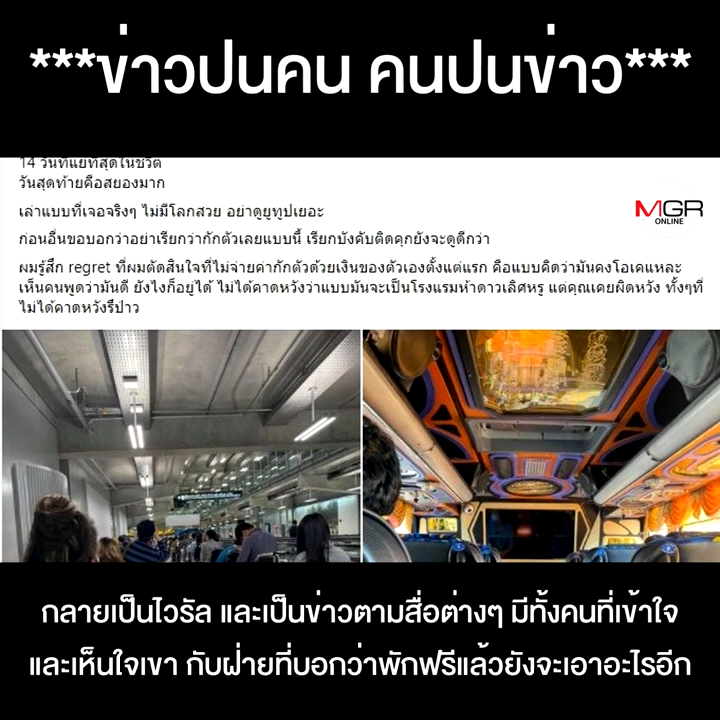 ***ข่าวปนคน คนปนข่าว***
14 วันที่แย่ที่สุดในชีวิต
วันสุดท้ายคือสยองมาก
MGR
ONLINE
เล่าแบบที่เจอจริงๆ ไม่มีโลกสวย อย่าดูยูทูปเยอะ
ก่อนอื่นขอบอกว่าอย่าเรียกว่ากักตัวเลยแบบนี้ เรียกบังคับติดคุกยังจะดูดีกว่า
ผมรู้สึก regret ที่ผมตัดสินใจที่ไม่จ่ายค่ากักตัวด้วยเงินของตัวเองตั้งแต่แรก คือแบบคิดว่ามันคงโอเคแหละ
เห็นคนพูดว่ามันดี ยังไงก็อยู่ได้ ไม่ได้คาดหวังว่าแบบมันจะเป็นโรงแรมห้าดาวเลิศหรู แต่คุณเคยผิดหวัง ทั้งๆที่
ไม่ได้คาดหวังรึป่าว
กลายเป็นไวรัล และเป็นข่าวตามสื่อต่างๆ มีทั้งคนที่เข้าใจ
และเห็นใจเขา กับฝ่ายที่บอกว่าพักฟรีแล้วยังจะเอาอะไรอีก